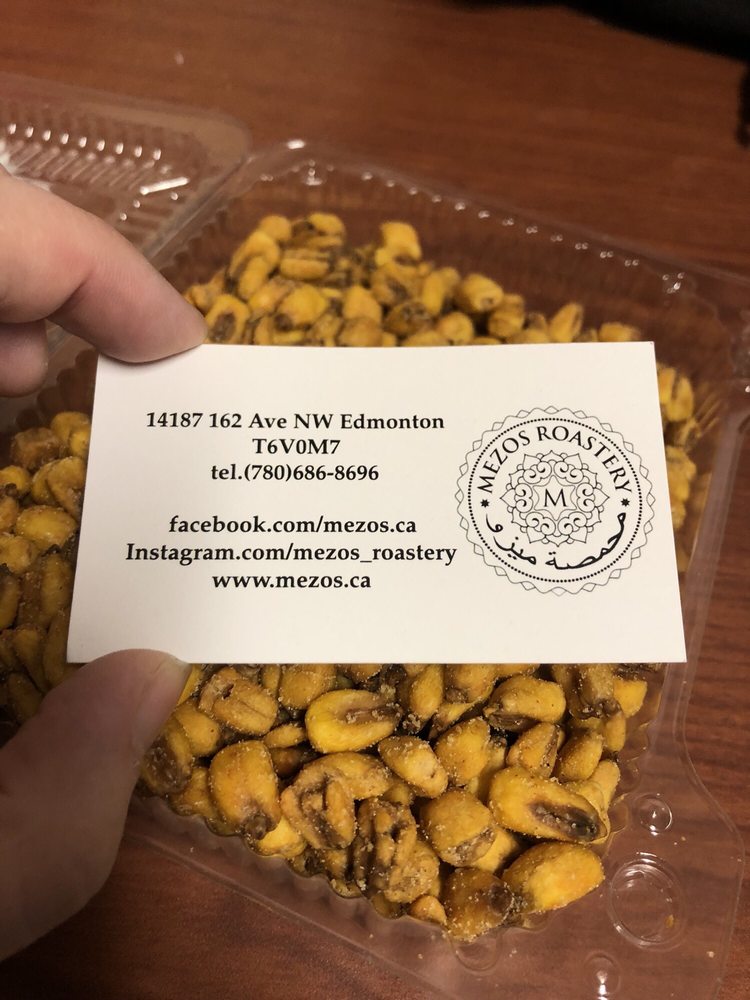 14187 162 Ave NW Edmonton
T6V0M7
tel.(780)686-8696
facebook.com/mezos.ca
Instagram.com/mezos_roastery
www.mezos.ca
MEZOS ROASTERY
M
محمصة ميزو